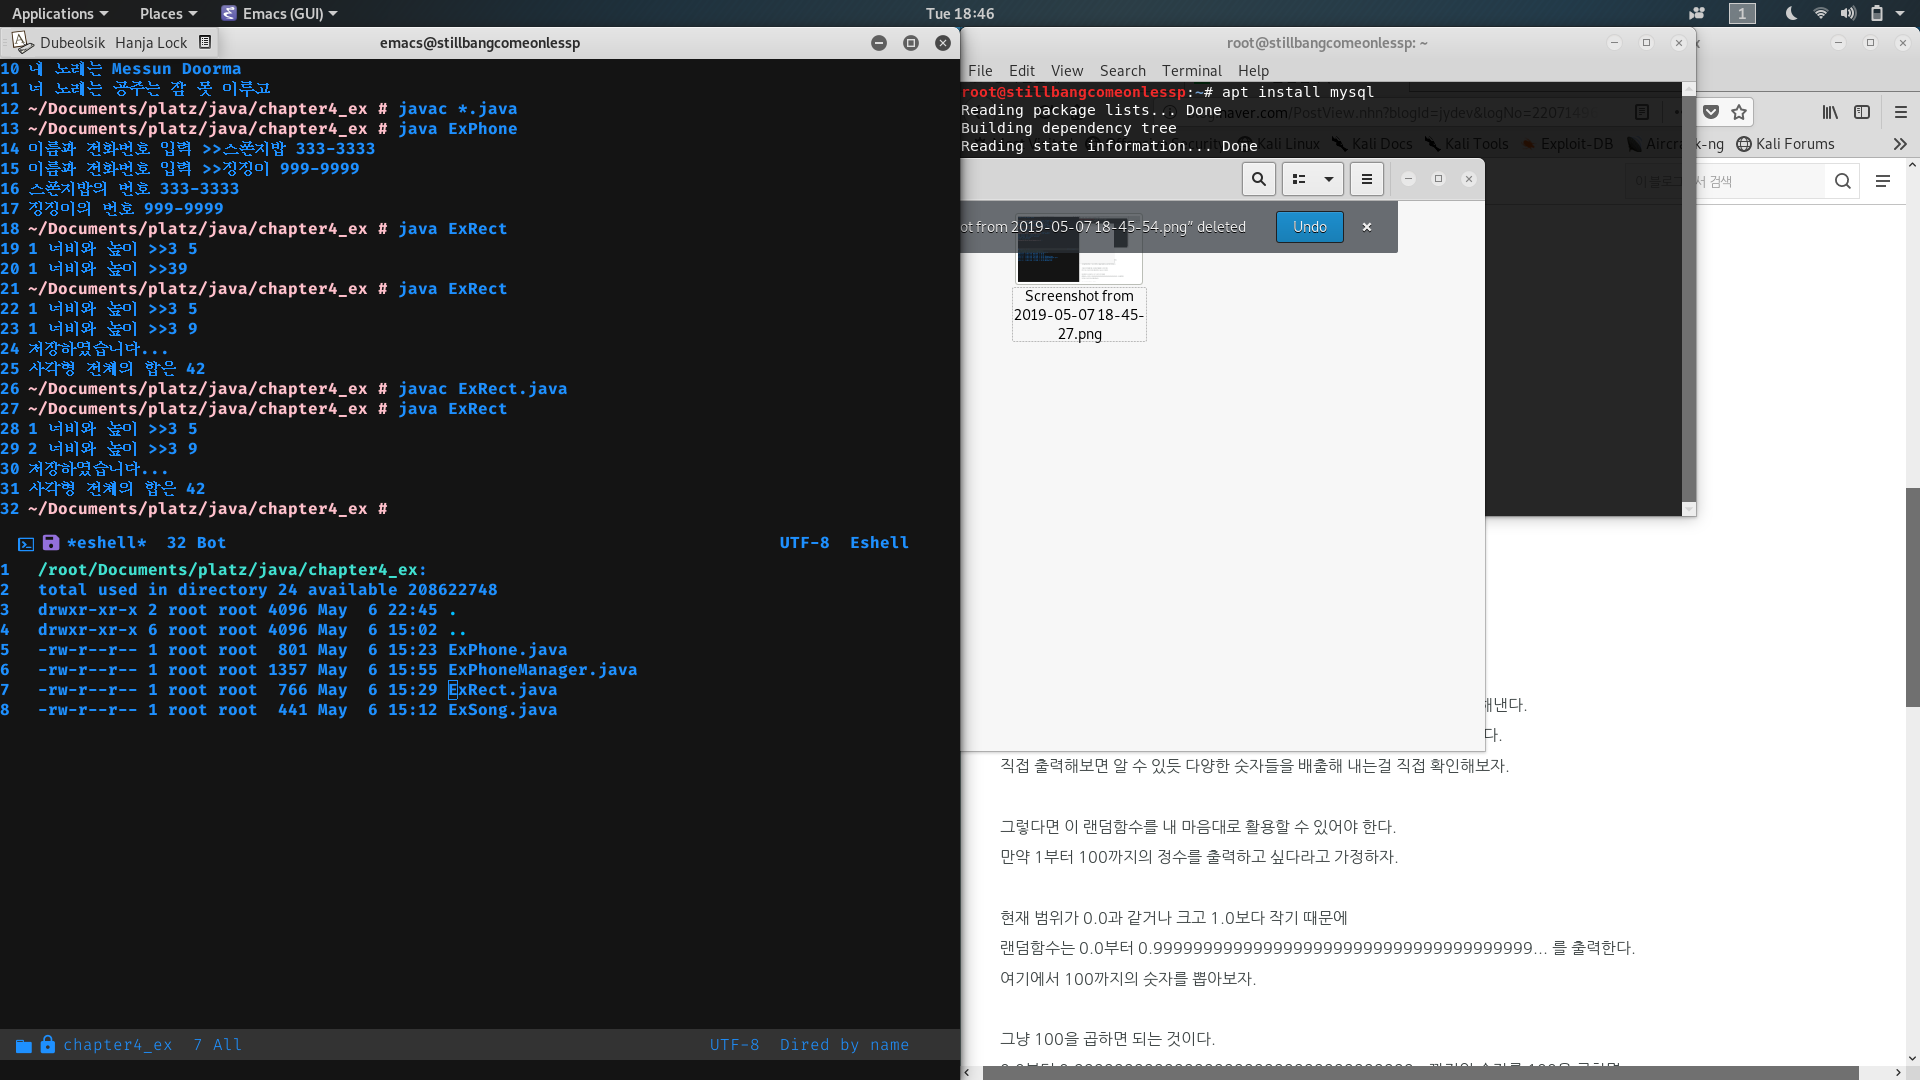 Applications Places Emacs (GUI) Tue 18:46 1
Dubeolsik Hanja Lock emacs@stillbangcomeonlessp
10 네 노래는 Messun Doorma
11 너 노래는 공주는 잠 못 이루고
12 ~/Documents/platz/java/chapter4_ex # javac *.java
13 ~/Documents/platz/java/chapter4_ex # java ExPhone
14 이름과 전화번호 입력 >>스폰지밥 333-3333
15 이름과 전화번호 입력 >>징징이 999-9999
16 스폰지밥의 번호 333-3333
17 징징이의 번호 999-9999
18 ~/Documents/platz/java/chapter4_ex # java ExRect
19 1 너비와 높이 >>3 5
20 1 너비와 높이 >>39
21 ~/Documents/platz/java/chapter4_ex # java ExRect
22 1 너비와 높이 >>3 5
23 1 너비와 높이 >>3 9
24 저장하였습니다...
25 사각형 전체의 합은 42
26 ~/Documents/platz/java/chapter4_ex # javac ExRect.java
27 ~/Documents/platz/java/chapter4_ex # java ExRect
28 1 너비와 높이 >>3 5
29 2 너비와 높이 >>3 9
30 저장하였습니다...
31 사각형 전체의 합은 42
32 ~/Documents/platz/java/chapter4_ex #
*eshell* 32 Bot UTF-8 Eshell
1 /root/Documents/platz/java/chapter4_ex:
2 total used in directory 24 available 208622748
3 drwxr-xr-x 2 root root 4096 May 6 22:45 .
4 drwxr-xr-x 6 root root 4096 May 6 15:02 ..
5 -rw-r--r-- 1 root root 801 May 6 15:23 ExPhone.java
6 -rw-r--r-- 1 root root 1357 May 6 15:55 ExPhoneManager.java
7 -rw-r--r-- 1 root root 766 May 6 15:29 ExRect.java
8 -rw-r--r-- 1 root root 441 May 6 15:12 ExSong.java
chapter4_ex 7 All UTF-8 Dired by name
root@stillbangcomeonlessp: ~
File Edit View Search Terminal Help
root@stillbangcomeonlessp:~# apt install mysql
Reading package lists... Done
Building dependency tree
Reading state information... Done
naver.com/PostView.nhn?blogId=jydev&logNo=220714
Kali Linux Kali Docs Kali Tools Exploit-DB Aircrack-ng Kali Forums
검색
ot from 2019-05-07 18-45-54.png” deleted Undo
Screenshot from
2019-05-07 18-45-
27.png
해낸다.
다.
직접 출력해보면 알 수 있듯 다양한 숫자들을 배출해 내는걸 직접 확인해보자.
그렇다면 이 랜덤함수를 내 마음대로 활용할 수 있어야 한다.
만약 1부터 100까지의 정수를 출력하고 싶다라고 가정하자.
현재 범위가 0.0과 같거나 크고 1.0보다 작기 때문에
랜덤함수는 0.0부터 0.9999999999999999999999999999999999999999... 를 출력한다.
여기에서 100까지의 숫자를 뽑아보자.
그냥 100을 곱하면 되는 것이다.